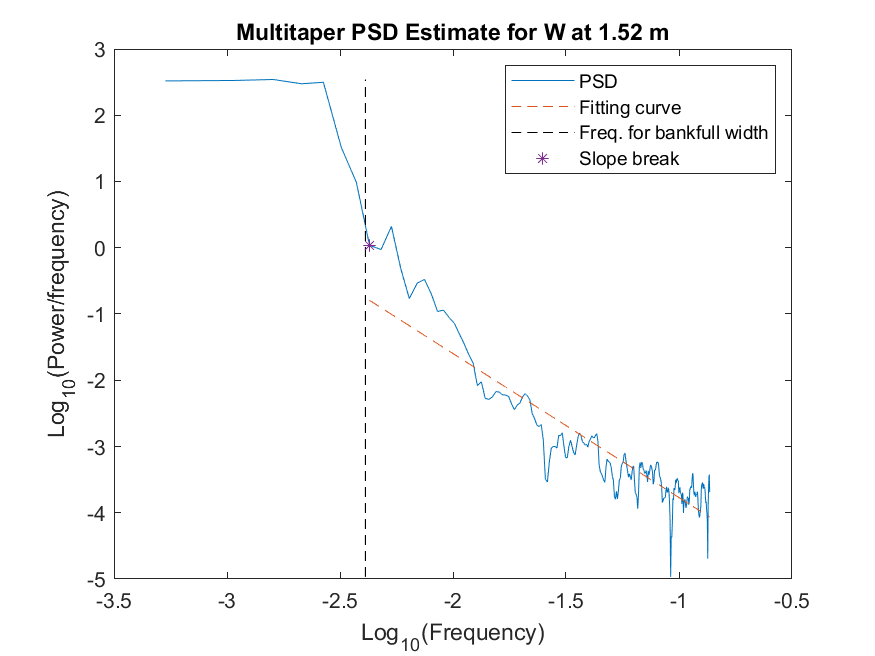 Multitaper PSD Estimate for W at 1.52 m
3
2
1
0
-1
-2
-3
-4
-5
Log10(Power/frequency)
PSD
Fitting curve
Freq. for bankfull width
Slope break
-3.5 -3 -2.5 -2 -1.5 -1 -0.5
Log10(Frequency)